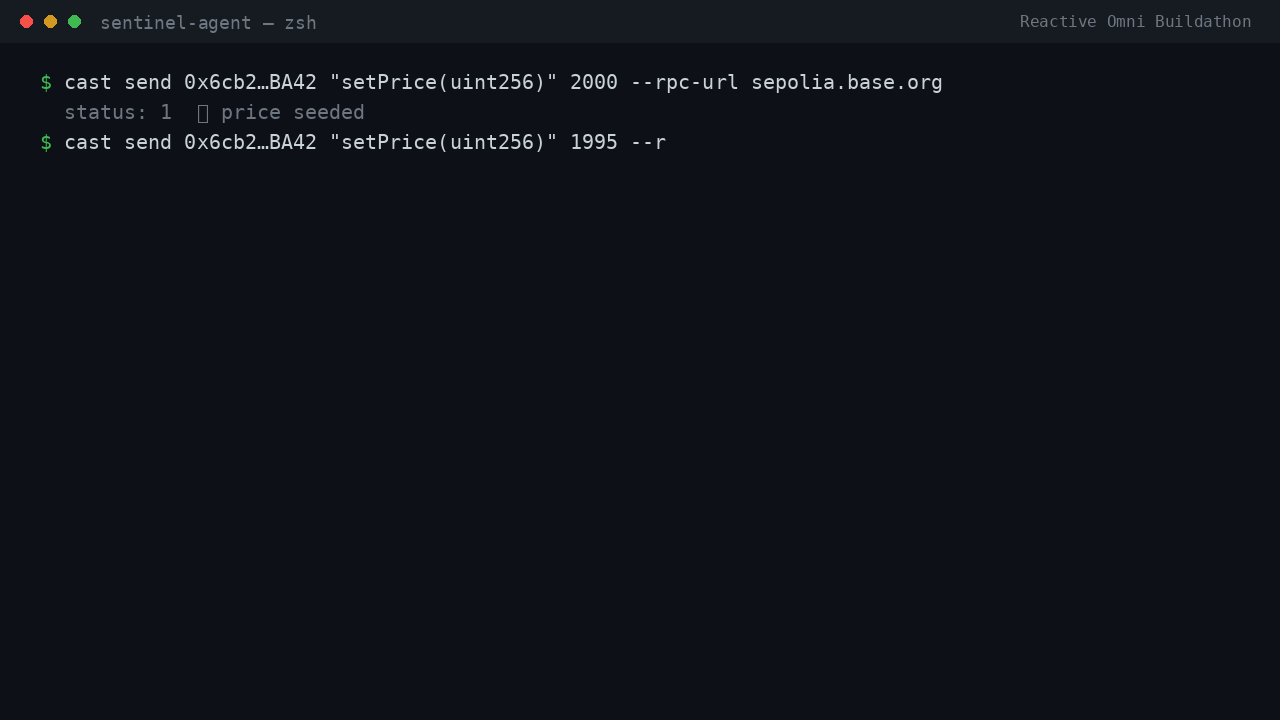 sentinel-agent — zsh
Reactive Omni Buildathon
$ cast send 0x6cb2…BA42 "setPrice(uint256)" 2000 --rpc-url sepolia.base.org
status: 1  ▯ price seeded
$ cast send 0x6cb2…BA42 "setPrice(uint256)" 1995 --r